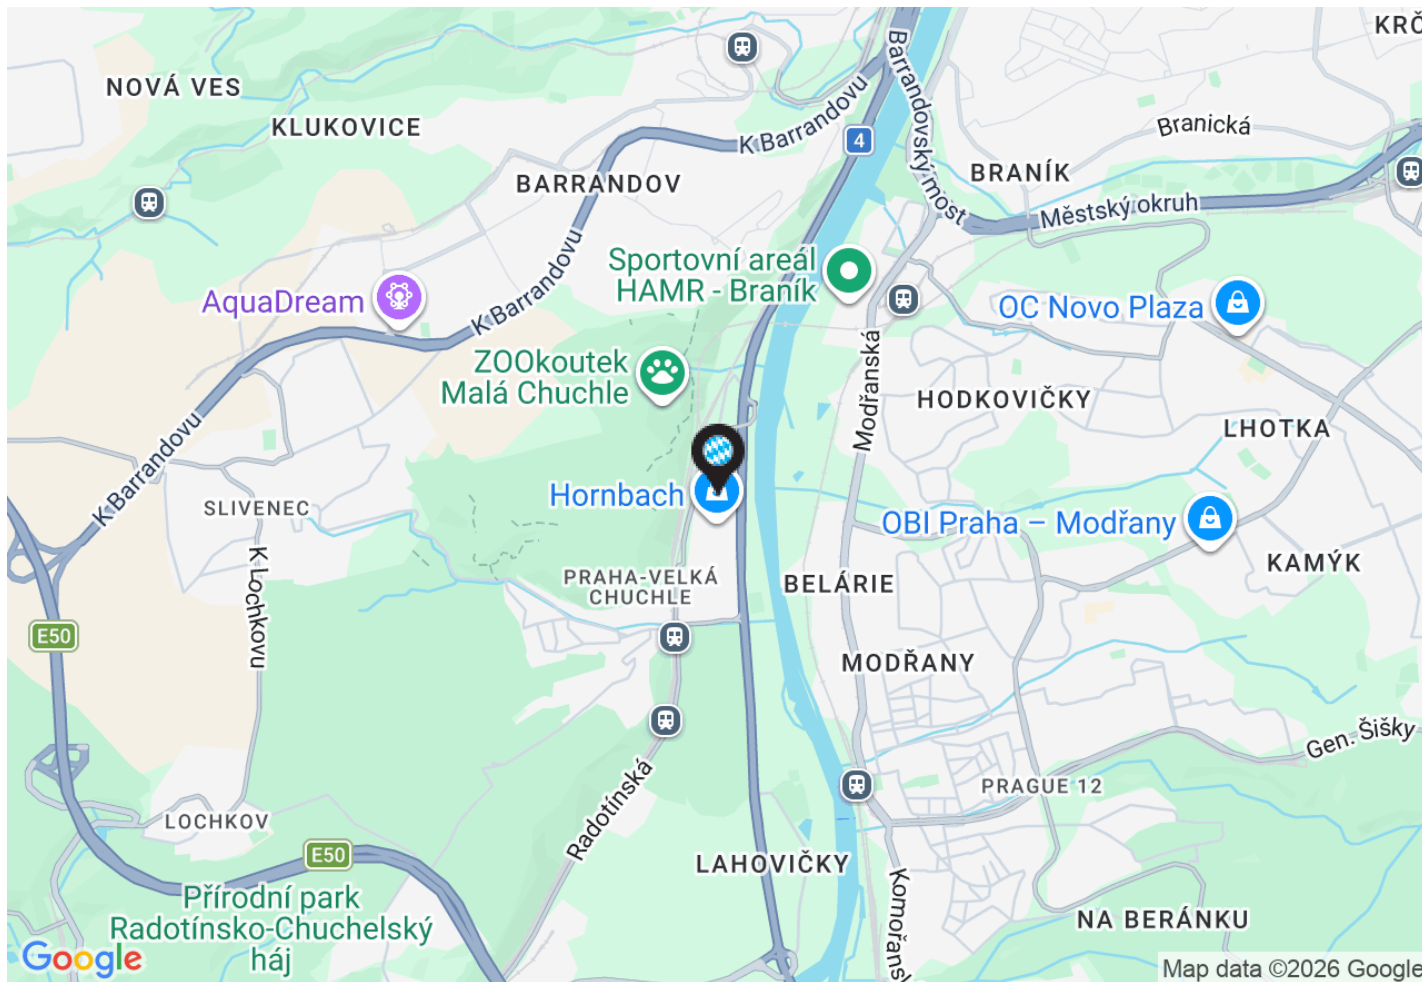 KRČ
NOVÁ VES
KLUKOVICE
K Barrandovu
4
Barrandovský most
Branická
BRANÍK
BARRANDOV
Městský okruh
K Barrandovu
Sportovní areál
HAMR - Braník
AquaDream
OC Novo Plaza
ZOOkoutek
Malá Chuchle
Modřanská
HODKOVIČKY
LHOTKA
K Barrandovu
SLIVENEC
Hornbach
OBI Praha – Modřany
KAMÝK
PRAHA-VELKÁ
CHUCHLE
BELÁRIE
K Lochkovu
E50
MODŘANY
Gen. Šišky
PRAGUE 12
Radotínská
LOCHKOV
E50
LAHOVIČKY
Přírodní park
Radotínsko-Chuchelský
háj
Komořansk
NA BERÁNKU
Google
Map data ©2026 Google